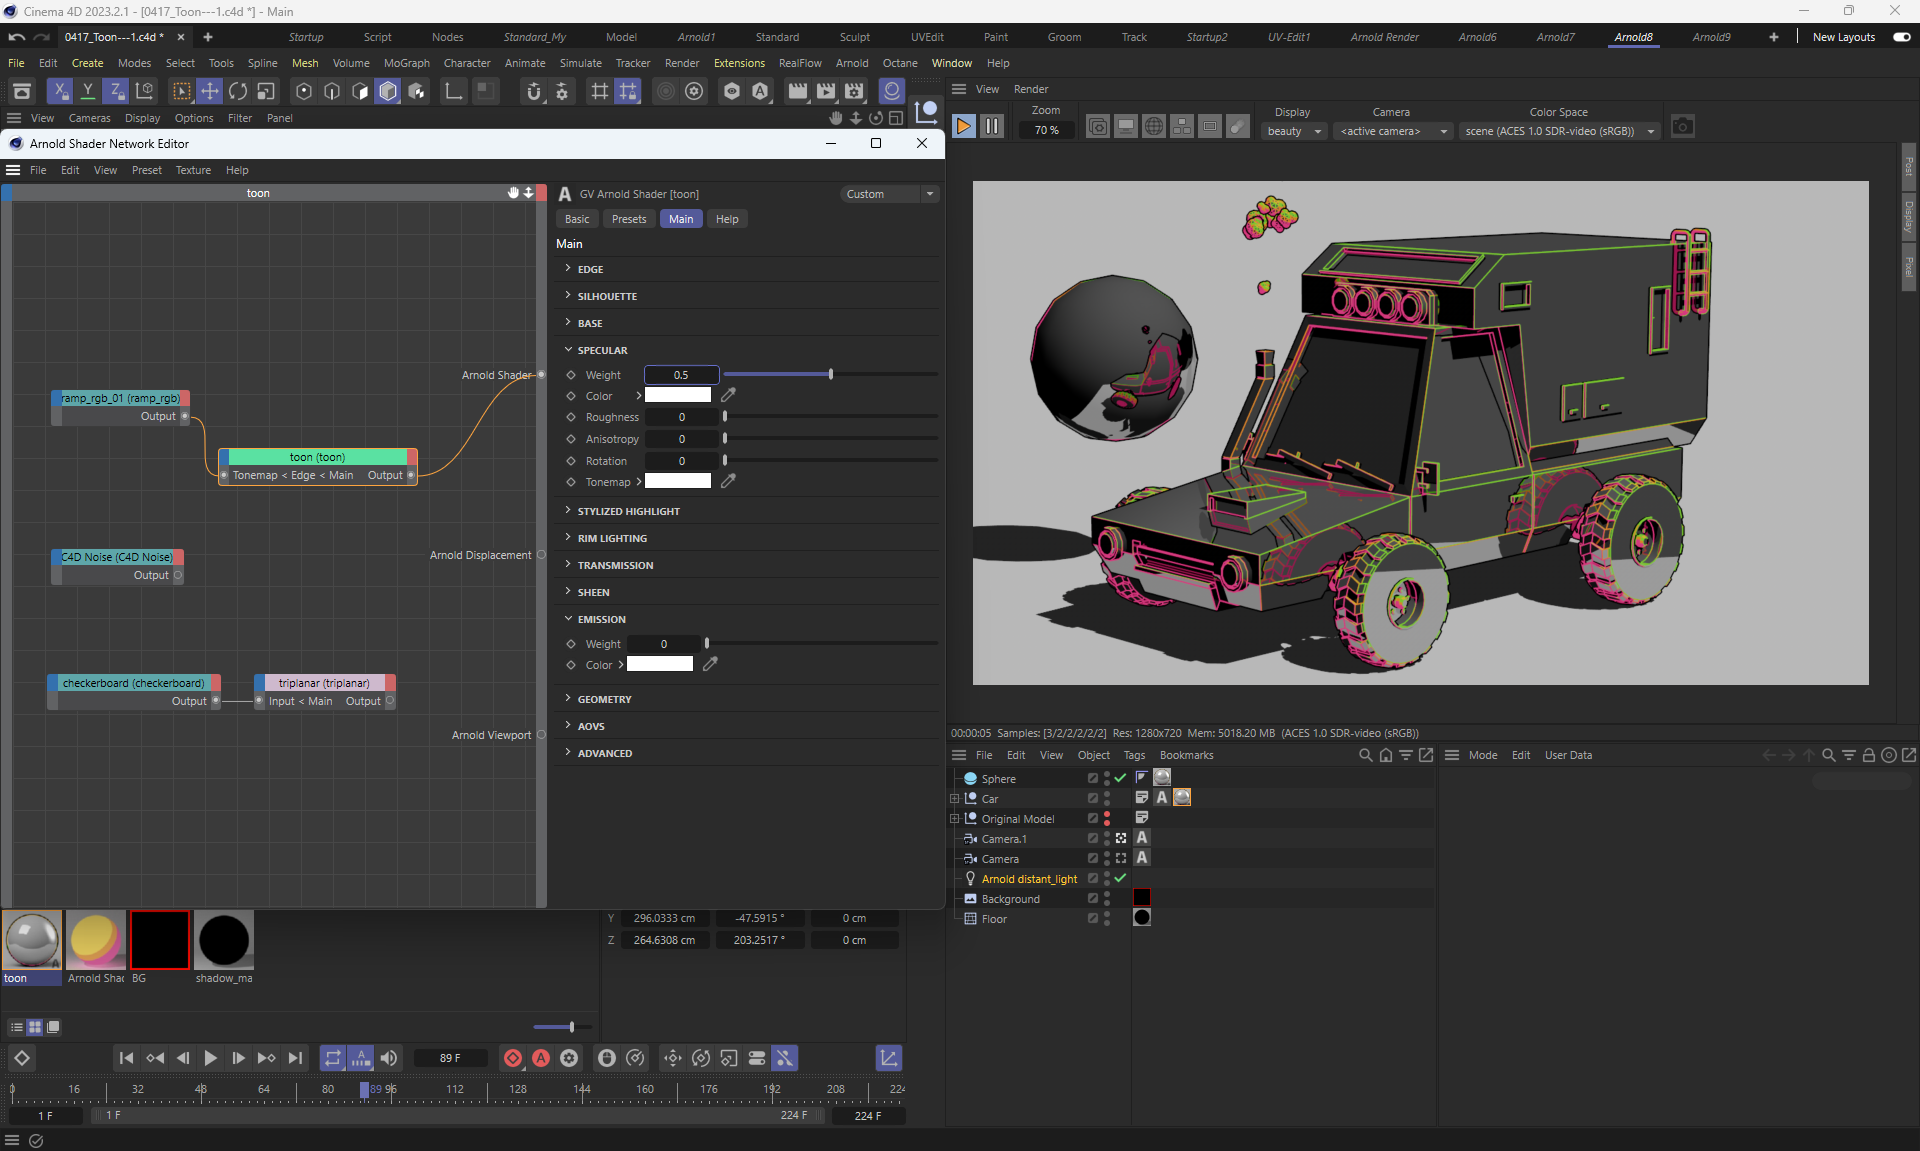 Cinema 4D 2023.2.1 - [0417_Toon---1.c4d *] - Main
0417_Toon---1.c4d *
Startup Script Nodes Standard_My Model Arnold1 Standard Sculpt UVEdit Paint Groom Track Startup2 UV-Edit1 Arnold Render Arnold6 Arnold7 Arnold8 Arnold9 New Layouts
File Edit Create Modes Select Tools Spline Mesh Volume MoGraph Character Animate Simulate Tracker Render Extensions RealFlow Arnold Octane Window Help
View Cameras Display Options Filter Panel
View Render
Zoom
70 %
Display
beauty
Camera
<active camera>
Color Space
scene (ACES 1.0 SDR-video (sRGB))
Post
Display
Pixel
Arnold Shader Network Editor
File Edit View Preset Texture Help
toon
Arnold Shader
ramp_rgb_01 (ramp_rgb)
Output
toon (toon)
Tonemap < Edge < Main Output
Arnold Displacement
C4D Noise (C4D Noise)
Output
checkerboard (checkerboard)
Output
triplanar (triplanar)
Input < Main Output
Arnold Viewport
GV Arnold Shader [toon]
Custom
Basic Presets Main Help
Main
EDGE
SILHOUETTE
BASE
SPECULAR
Weight 0.5
Color
Roughness 0
Anisotropy 0
Rotation 0
Tonemap
STYLIZED HIGHLIGHT
RIM LIGHTING
TRANSMISSION
SHEEN
EMISSION
Weight 0
Color
GEOMETRY
AOVS
ADVANCED
00:00:05 Samples: [3/2/2/2/2/2] Res: 1280x720 Mem: 5018.20 MB (ACES 1.0 SDR-video (sRGB))
File Edit View Object Tags Bookmarks
Mode Edit User Data
Sphere
Car
Original Model
Camera.1
Camera
Arnold distant_light
Background
Floor
toon
Arnold Shac
BG
shadow_ma
Y 296.0333 cm -47.5915 ° 0 cm
Z 264.6308 cm 203.2517 ° 0 cm
89 F
16 32 48 64 80 89 96 112 128 144 160 176 192 208 224
1 F 1 F 224 F 224 F